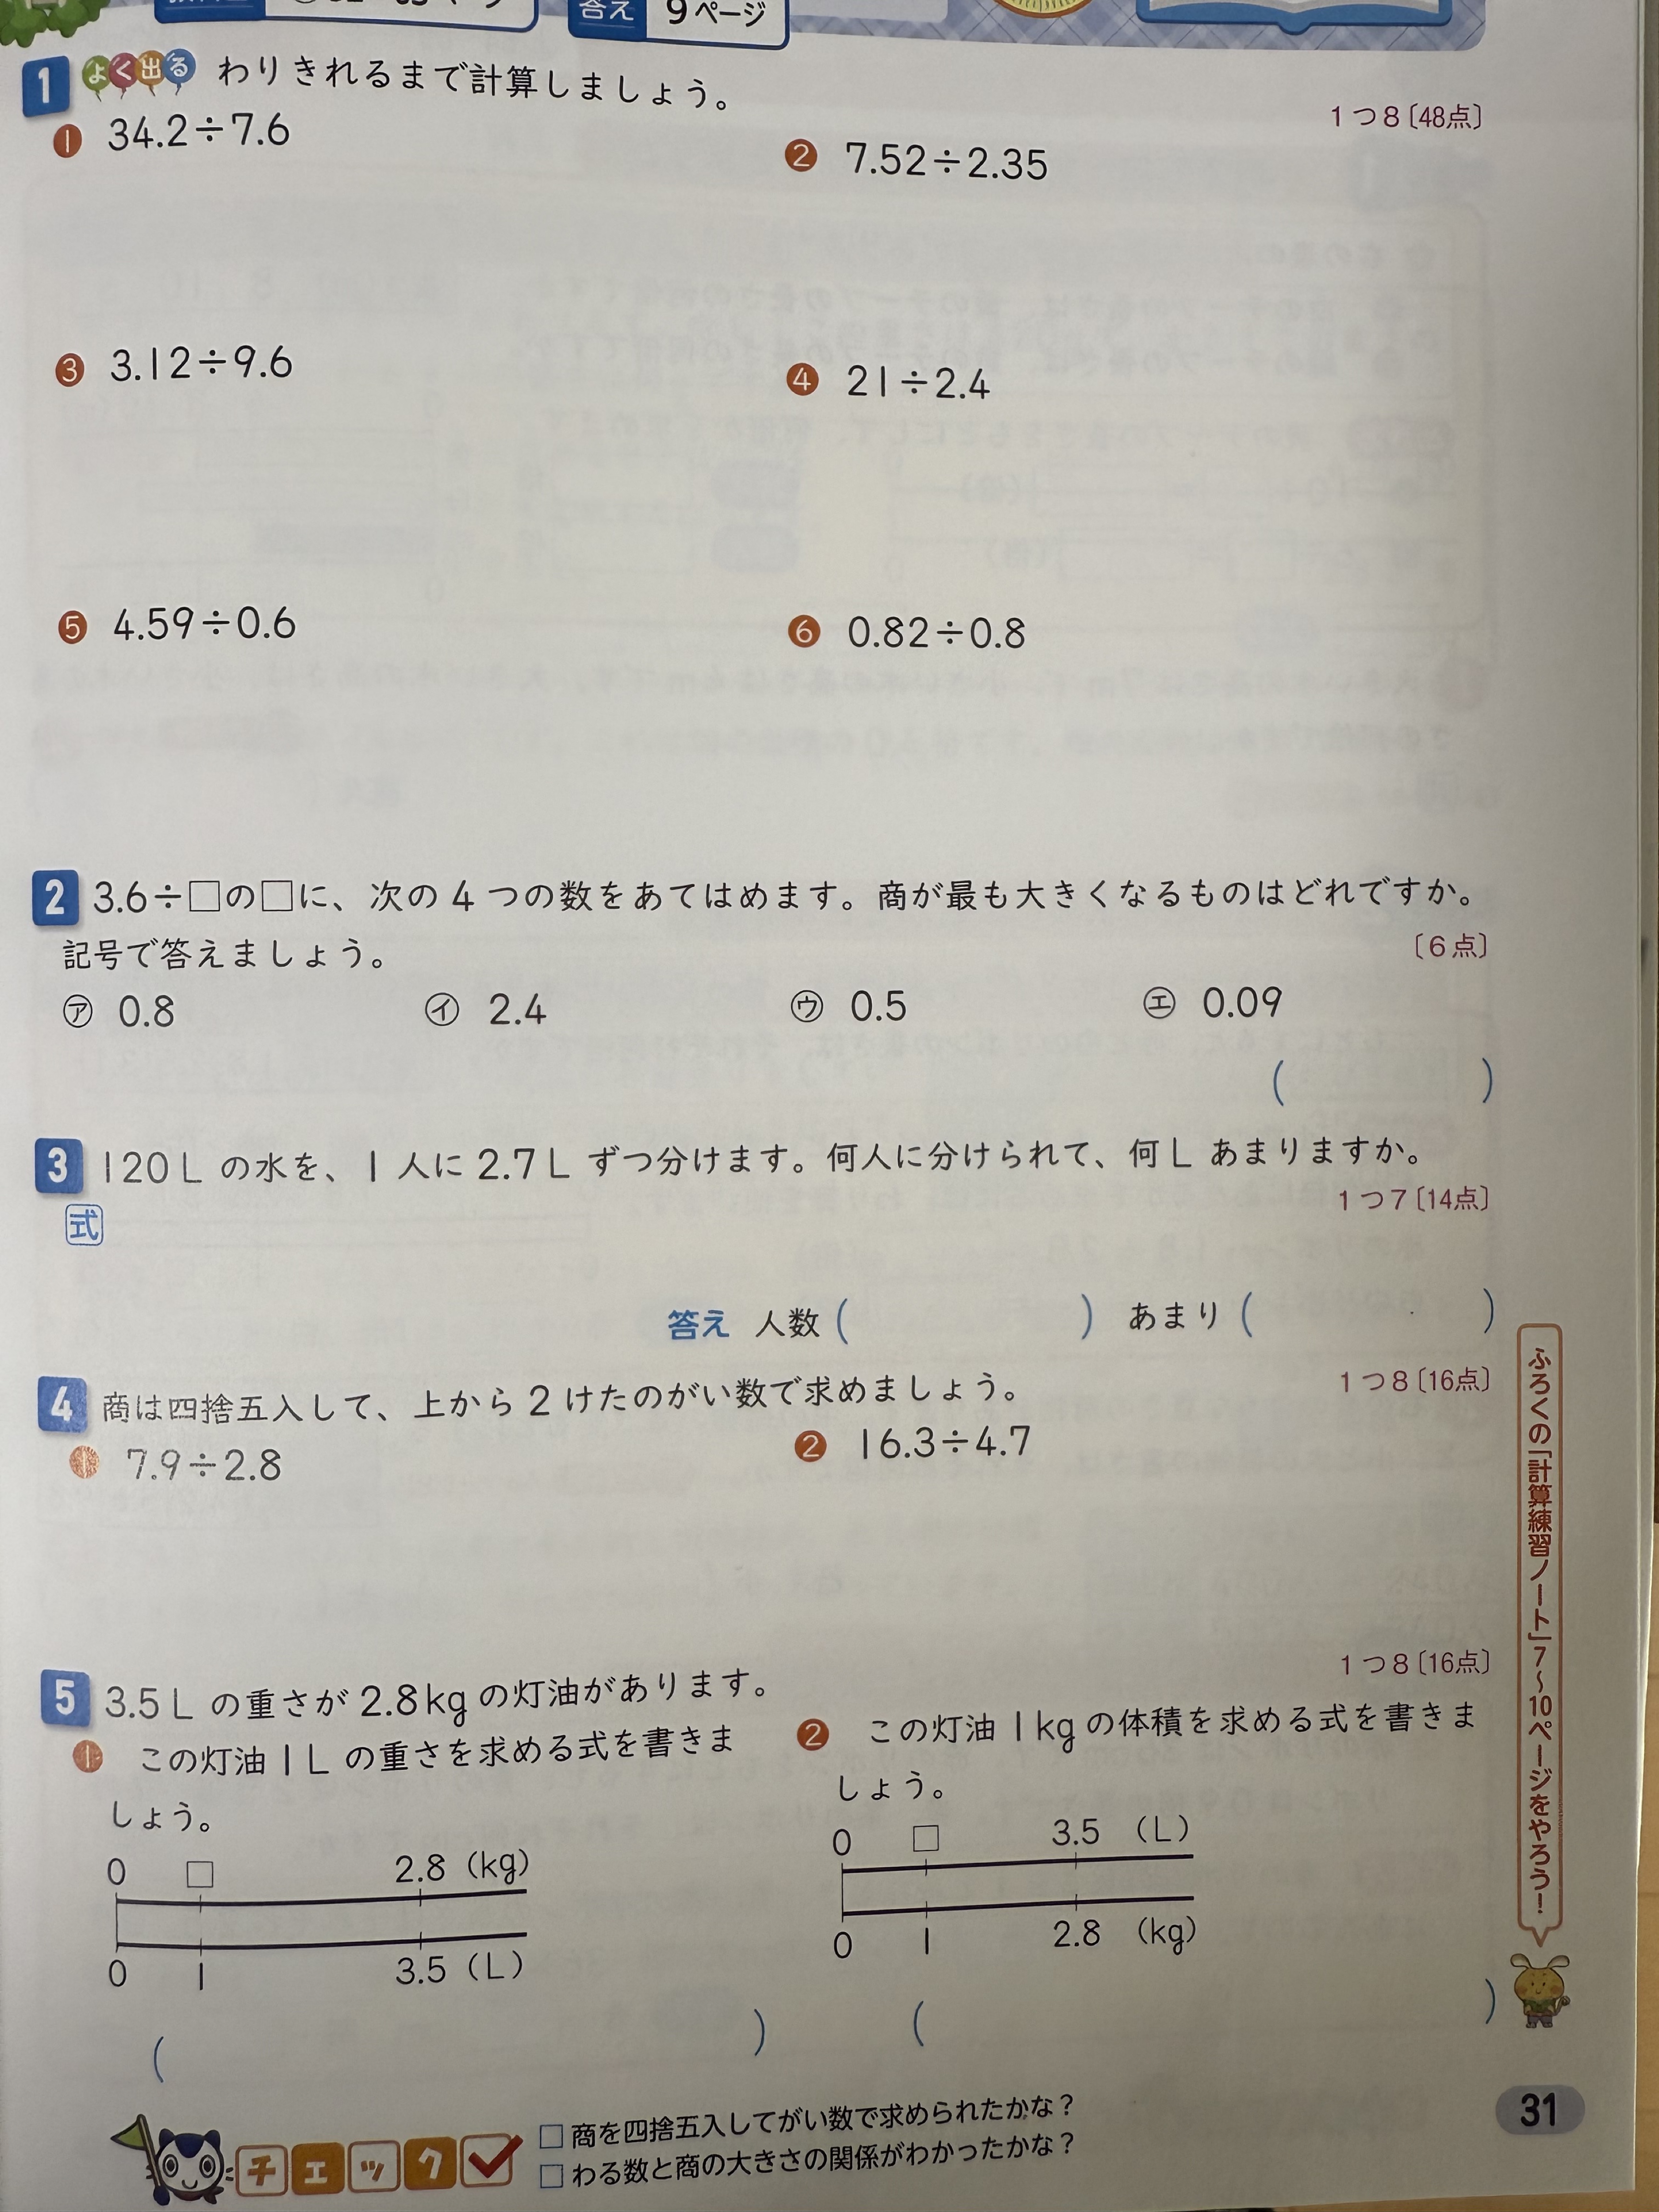 答え 9ページ
1 よく出る わりきれるまで計算しましょう。
1つ8〔48点〕
❶ 34.2÷7.6
❷ 7.52÷2.35
❸ 3.12÷9.6
❹ 21÷2.4
❺ 4.59÷0.6
❻ 0.82÷0.8
2 3.6÷□の□に、次の4つの数をあてはめます。商が最も大きくなるものはどれですか。
記号で答えましょう。
〔6点〕
㋐ 0.8 ㋑ 2.4 ㋒ 0.5 ㋓ 0.09
( )
3 120Lの水を、1人に2.7Lずつ分けます。何人に分けられて、何Lあまりますか。
1つ7〔14点〕
式
答え 人数( ) あまり( )
4 商は四捨五入して、上から2けたのがい数で求めましょう。
1つ8〔16点〕
❶ 7.9÷2.8
❷ 16.3÷4.7
5 3.5Lの重さが2.8kgの灯油があります。
1つ8〔16点〕
❶ この灯油1Lの重さを求める式を書きま
しょう。
0 □ 2.8 (kg)
0 1 3.5 (L)
( )
❷ この灯油1kgの体積を求める式を書きま
しょう。
0 □ 3.5 (L)
0 1 2.8 (kg)
( )
ふろくの「計算練習ノート」7〜10ページをやろう!
チェック
□商を四捨五入してがい数で求められたかな?
□わる数と商の大きさの関係がわかったかな?
31